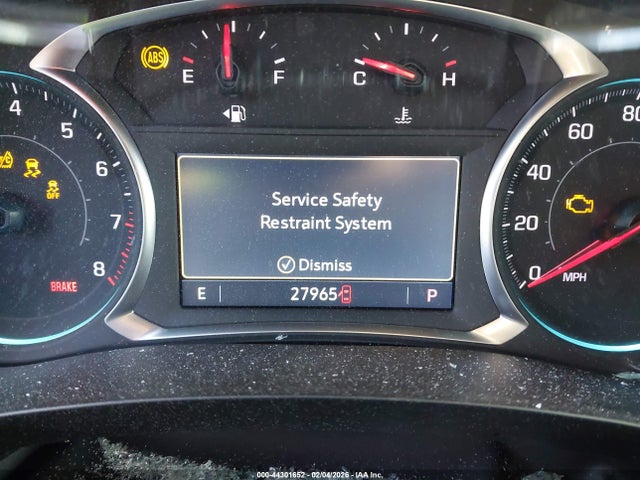 ABS
E F C H
4 5 6 7 8
OFF
BRAKE
Service Safety
Restraint System
Dismiss
E 27965 P
0 20 40 60 80
MPH
000-44301652 - 02/04/2026 - IAA Inc.